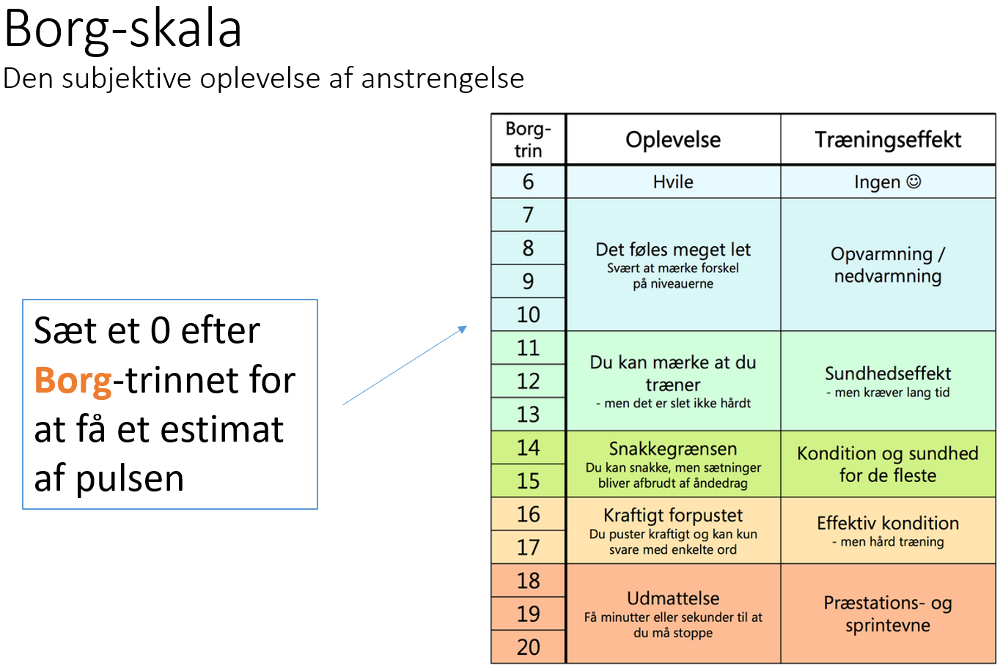 Borg-skala
Den subjektive oplevelse af anstrengelse
Sæt et 0 efter
Borg-trinnet for
at få et estimat
af pulsen
Borg-
trin
Oplevelse
Træningseffekt
6
Hvile
Ingen ☺
7
8
9
10
Det føles meget let
Svært at mærke forskel
på niveauerne
Opvarmning /
nedvarmning
11
12
13
Du kan mærke at du
træner
- men det er slet ikke hårdt
Sundhedseffekt
- men kræver lang tid
14
15
Snakkegrænsen
Du kan snakke, men sætninger
bliver afbrudt af åndedrag
Kondition og sundhed
for de fleste
16
17
Kraftigt forpustet
Du puster kraftigt og kan kun
svare med enkelte ord
Effektiv kondition
- men hård træning
18
19
20
Udmattelse
Få minutter eller sekunder til at
du må stoppe
Præstations- og
sprintevne